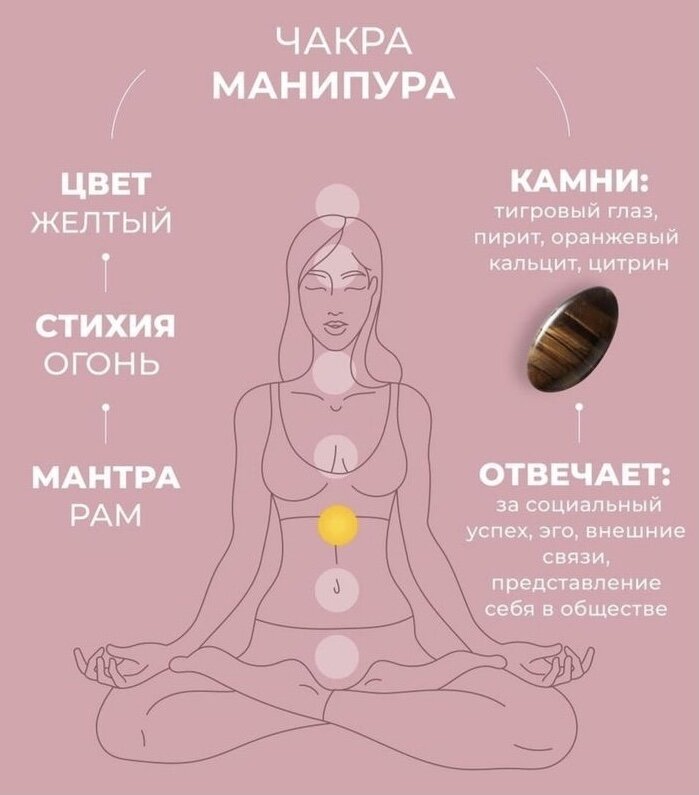 ЧАКРА
МАНИПУРА
ЦВЕТ
ЖЕЛТЫЙ
СТИХИЯ
ОГОНЬ
МАНТРА
РАМ
КАМНИ:
тигровый глаз,
пирит, оранжевый
кальцит, цитрин
ОТВЕЧАЕТ:
за социальный
успех, эго, внешние
связи,
представление
себя в обществе